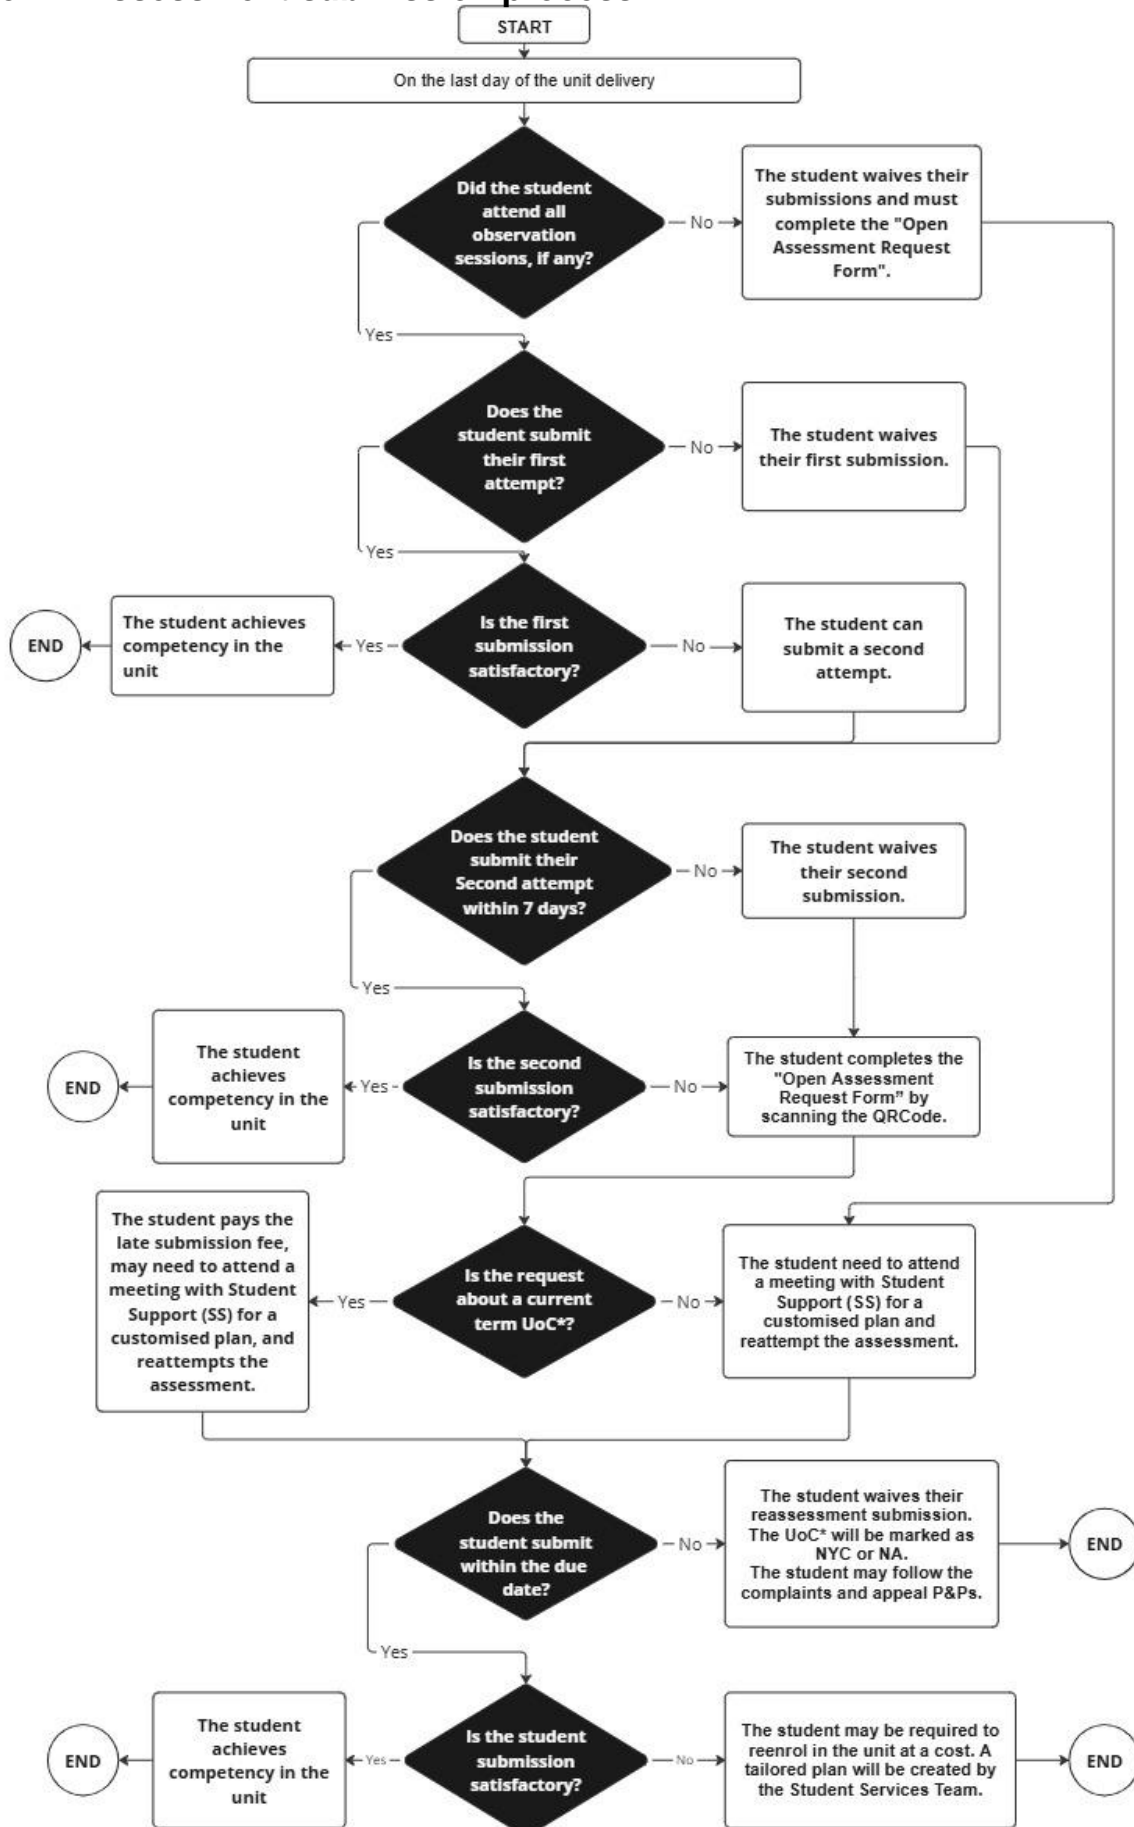 START
On the last day of the unit delivery
Did the student
attend all
observation
sessions, if any?
No
The student waives their
submissions and must
complete the "Open
Assessment Request
Form".
Yes
Does the
student submit
their first
attempt?
No
The student waives
their first submission.
Yes
Is the first
submission
satisfactory?
Yes
The student achieves
competency in the
unit
END
No
The student can
submit a second
attempt.
Does the student
submit their
Second attempt
within 7 days?
No
The student waives
their second
submission.
Yes
Is the second
submission
satisfactory?
Yes
The student
achieves
competency in the
unit
END
No
The student completes the
"Open Assessment
Request Form" by
scanning the QRCode.
Is the request
about a current
term UoC*?
Yes
The student pays the
late submission fee,
may need to attend a
meeting with Student
Support (SS) for a
customised plan, and
reattempts the
assessment.
No
The student need to attend
a meeting with Student
Support (SS) for a
customised plan and
reattempt the assessment.
Does the
student submit
within the due
date?
No
The student waives their
reassessment submission.
The UoC* will be marked as
NYC or NA.
The student may follow the
complaints and appeal P&Ps.
END
Yes
Is the student
submission
satisfactory?
Yes
The student
achieves
competency in the
unit
END
No
The student may be required to
reenrol in the unit at a cost. A
tailored plan will be created by
the Student Services Team.
END